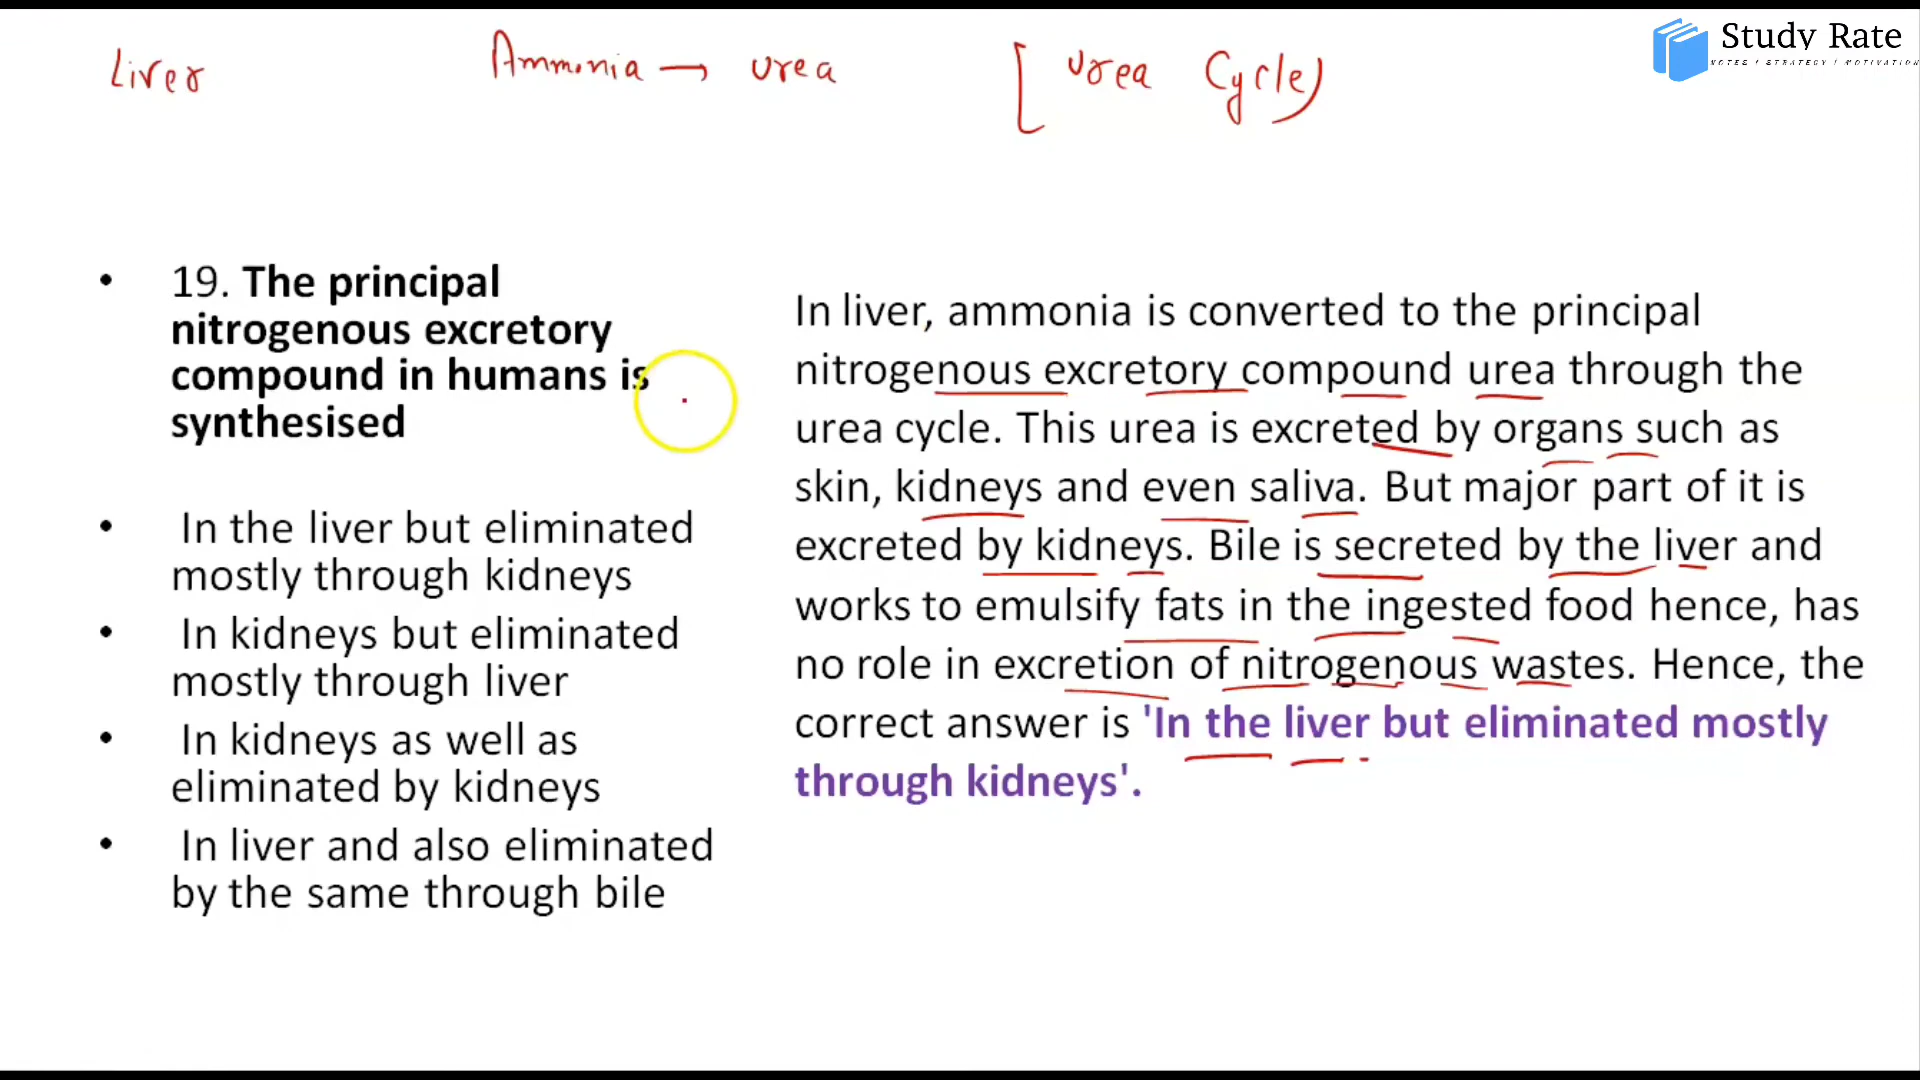 Liver Ammonia → urea [ urea Cycle)
Study Rate
NOTES / STRATEGY / MOTIVATION
• 19. The principal
nitrogenous excretory
compound in humans is
synthesised
• In the liver but eliminated
mostly through kidneys
• In kidneys but eliminated
mostly through liver
• In kidneys as well as
eliminated by kidneys
• In liver and also eliminated
by the same through bile
In liver, ammonia is converted to the principal
nitrogenous excretory compound urea through the
urea cycle. This urea is excreted by organs such as
skin, kidneys and even saliva. But major part of it is
excreted by kidneys. Bile is secreted by the liver and
works to emulsify fats in the ingested food hence, has
no role in excretion of nitrogenous wastes. Hence, the
correct answer is 'In the liver but eliminated mostly
through kidneys'.